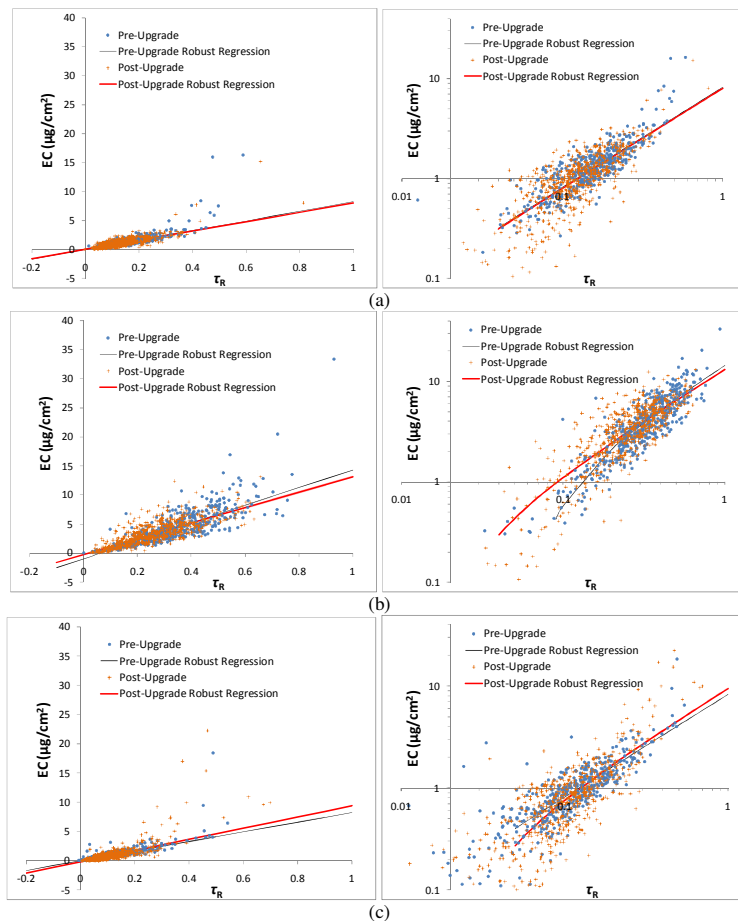 40
35
30
25
20
15
10
5
0
-5
EC (µg/cm²)
Pre-Upgrade
Pre-Upgrade Robust Regression
Post-Upgrade
Post-Upgrade Robust Regression
-0.2 0 0.2 0.4 0.6 0.8 1
τR
10
1
0.1
EC (µg/cm²)
Pre-Upgrade
Pre-Upgrade Robust Regression
Post-Upgrade
Post-Upgrade Robust Regression
0.01 0.1 1
τR
(a)
40
35
30
25
20
15
10
5
0
-5
EC (µg/cm²)
Pre-Upgrade
Pre-Upgrade Robust Regression
Post-Upgrade
Post-Upgrade Robust Regression
-0.2 0 0.2 0.4 0.6 0.8 1
τR
10
1
0.1
EC (µg/cm²)
Pre-Upgrade
Pre-Upgrade Robust Regression
Post-Upgrade
Post-Upgrade Robust Regression
0.01 0.1 1
τR
(b)
40
35
30
25
20
15
10
5
0
-5
EC (µg/cm²)
Pre-Upgrade
Pre-Upgrade Robust Regression
Post-Upgrade
Post-Upgrade Robust Regression
-0.2 0 0.2 0.4 0.6 0.8 1
τR
10
1
0.1
EC (µg/cm²)
Pre-Upgrade
Pre-Upgrade Robust Regression
Post-Upgrade
Post-Upgrade Robust Regression
0.01 0.1 1
τR
(c)